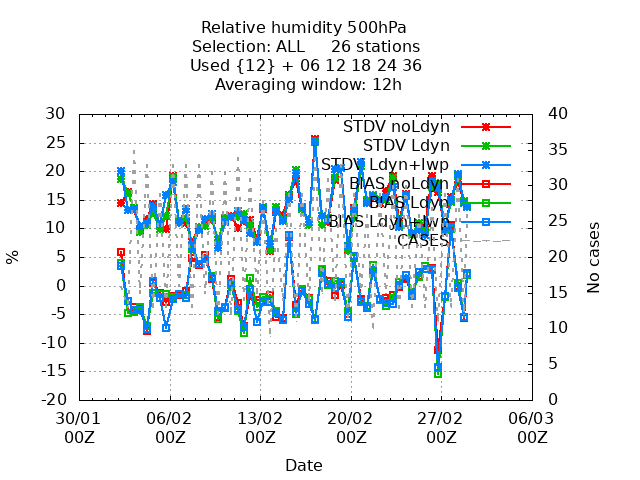 Relative humidity 500hPa
Selection: ALL     26 stations
Used {12} + 06 12 18 24 36
Averaging window: 12h
30
25
20
15
10
5
0
-5
-10
-15
-20
%
STDV noLdyn
STDV Ldyn
STDV Ldyn+lwp
BIAS noLdyn
BIAS Ldyn
BIAS Ldyn+lwp
CASES
40
35
30
25
20
15
10
5
0
No cases
30/01 06/02 13/02 20/02 27/02 06/03
00Z 00Z 00Z 00Z 00Z 00Z
Date